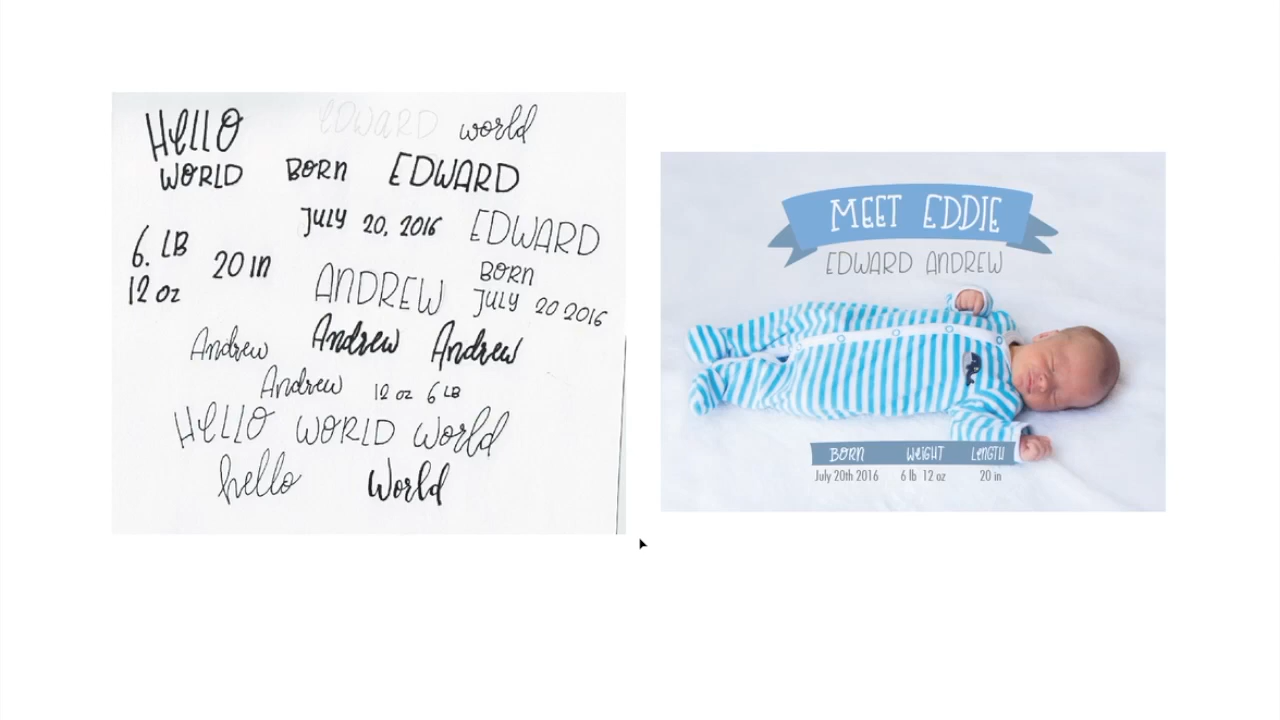 HellO EDWARD world
WORLD BORn EDWARD
JULY 20, 2016 EDWARD
6. LB 20 In
12 oz ANDREW BORn
JULY 20 2016
Andrew Andrew Andrew
Andrew 12 oz 6 LB
HELLO WORLD World
hello World
MEET EDDIE
EDWARD ANDREW
BORN WEIGHT LENGTH
July 20th 2016 6 lb 12 oz 20 in